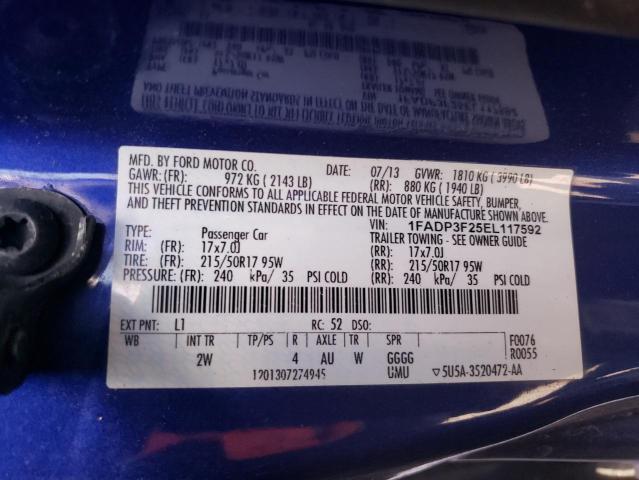 MFD. BY FORD MOTOR CO. DATE: 07/13 GVWR: 1810 KG ( 3990 LB)
GAWR: (FR): 972 KG ( 2143 LB) (RR): 880 KG ( 1940 LB)
THIS VEHICLE CONFORMS TO ALL APPLICABLE FEDERAL MOTOR VEHICLE SAFETY, BUMPER,
AND THEFT PREVENTION STANDARDS IN EFFECT ON THE DATE OF MANUFACTURE SHOWN ABOVE.
VIN: 1FADP3F25EL117592
TYPE: Passenger Car TRAILER TOWING - SEE OWNER GUIDE
RIM: (FR): 17x7.0J (RR): 17x7.0J
TIRE: (FR): 215/50R17 95W (RR): 215/50R17 95W
PRESSURE: (FR): 240 kPa/ 35 PSI COLD (RR): 240 kPa/ 35 PSI COLD
EXT PNT: L1 RC: 52 DSO:
WB INT TR TP/PS R AXLE TR SPR F0076
2W 4 AU W GGGG R0055
1201307274945 UMU 5U5A-3520472-AA